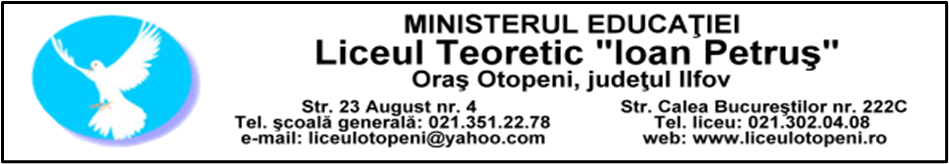 MINISTERUL EDUCAŢIEI
Liceul Teoretic "Ioan Petruş"
Oraş Otopeni, judeţul Ilfov
Str. 23 August nr. 4
Tel. şcoală generală: 021.351.22.78
e-mail: liceulotopeni@yahoo.com
Str. Calea Bucureştilor nr. 222C
Tel. liceu: 021.302.04.08
web: www.liceulotopeni.ro